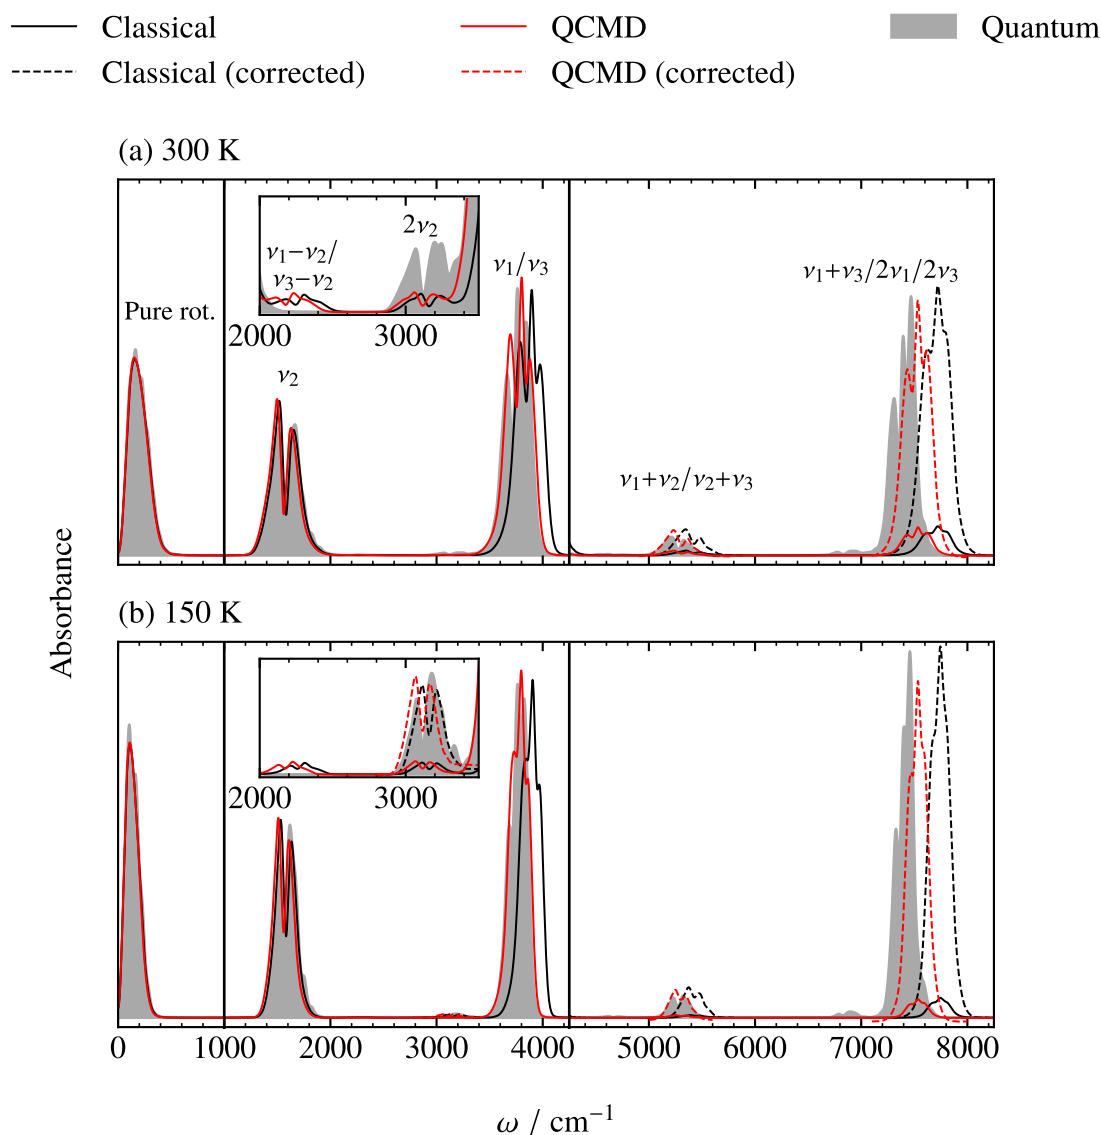 Classical QCMD Quantum
Classical (corrected) QCMD (corrected)
(a) 300 K
Pure rot.
ν₂
ν₁−ν₂/
ν₃−ν₂
2ν₂
2000 3000
ν₁/ν₃
ν₁+ν₂/ν₂+ν₃
ν₁+ν₃/2ν₁/2ν₃
Absorbance
(b) 150 K
2000 3000
0 1000 2000 3000 4000 5000 6000 7000 8000
ω / cm⁻¹